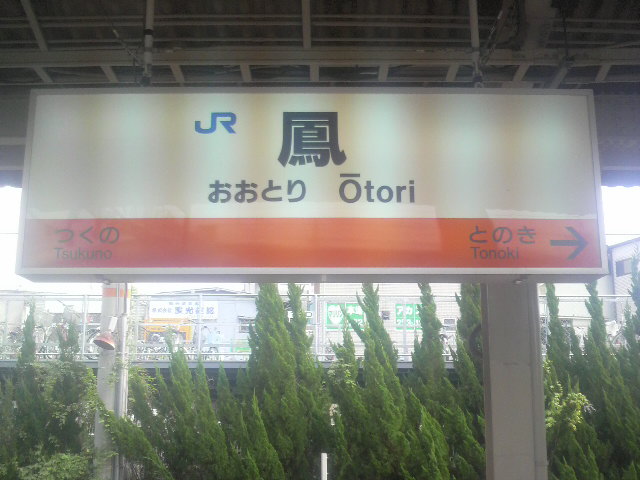 JR
鳳
おおとり Ōtori
つくの とのき →
Tsukuno Tonoki